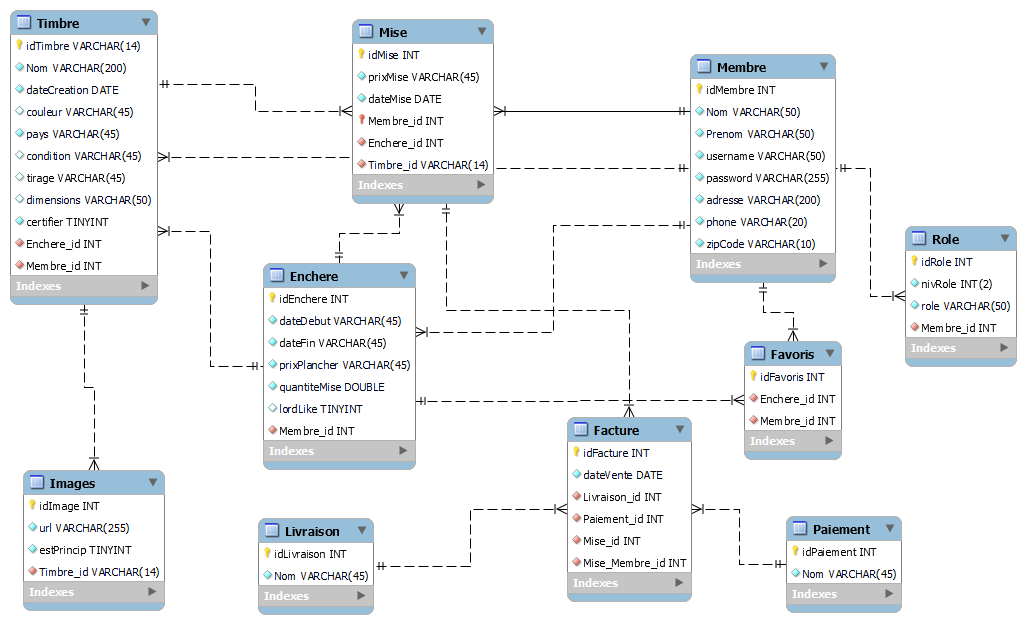 Timbre
idTimbre VARCHAR(14)
Nom VARCHAR(200)
dateCreation DATE
couleur VARCHAR(45)
pays VARCHAR(45)
condition VARCHAR(45)
tirage VARCHAR(45)
dimensions VARCHAR(50)
certifier TINYINT
Enchere_id INT
Membre_id INT
Indexes
Mise
idMise INT
prixMise VARCHAR(45)
dateMise DATE
Membre_id INT
Enchere_id INT
Timbre_id VARCHAR(14)
Indexes
Membre
idMembre INT
Nom VARCHAR(50)
Prenom VARCHAR(50)
username VARCHAR(50)
password VARCHAR(255)
adresse VARCHAR(200)
phone VARCHAR(20)
zipCode VARCHAR(10)
Indexes
Role
idRole INT
nivRole INT(2)
role VARCHAR(50)
Membre_id INT
Indexes
Enchere
idEnchere INT
dateDebut VARCHAR(45)
dateFin VARCHAR(45)
prixPlancher VARCHAR(45)
quantiteMise DOUBLE
lordLike TINYINT
Membre_id INT
Indexes
Favoris
idFavoris INT
Enchere_id INT
Membre_id INT
Indexes
Facture
idFacture INT
dateVente DATE
Livraison_id INT
Paiement_id INT
Mise_id INT
Mise_Membre_id INT
Indexes
Images
idImage INT
url VARCHAR(255)
estPrincip TINYINT
Timbre_id VARCHAR(14)
Indexes
Livraison
idLivraison INT
Nom VARCHAR(45)
Indexes
Paiement
idPaiement INT
Nom VARCHAR(45)
Indexes